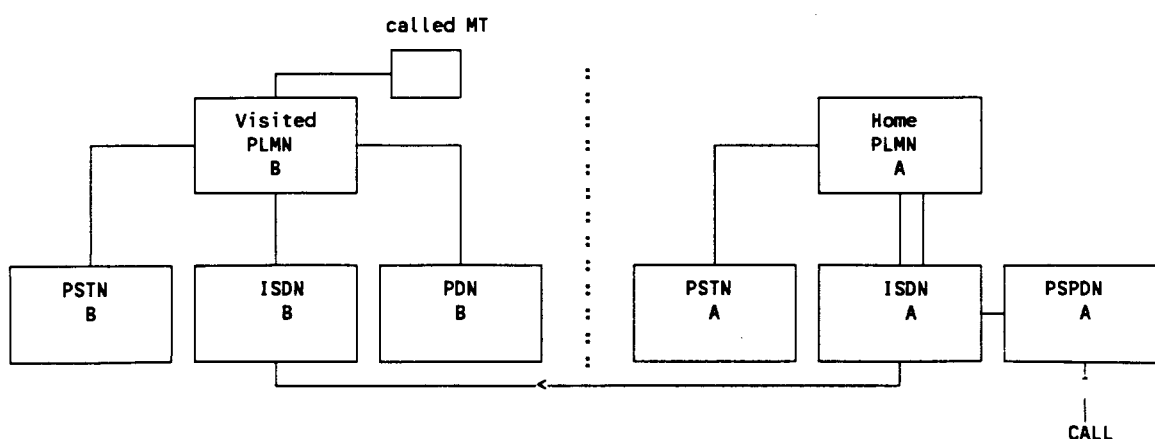 called MT
Visited
PLMN
B
Home
PLMN
A
PSTN
B
ISDN
B
PDN
B
PSTN
A
ISDN
A
PSPDN
A
CALL